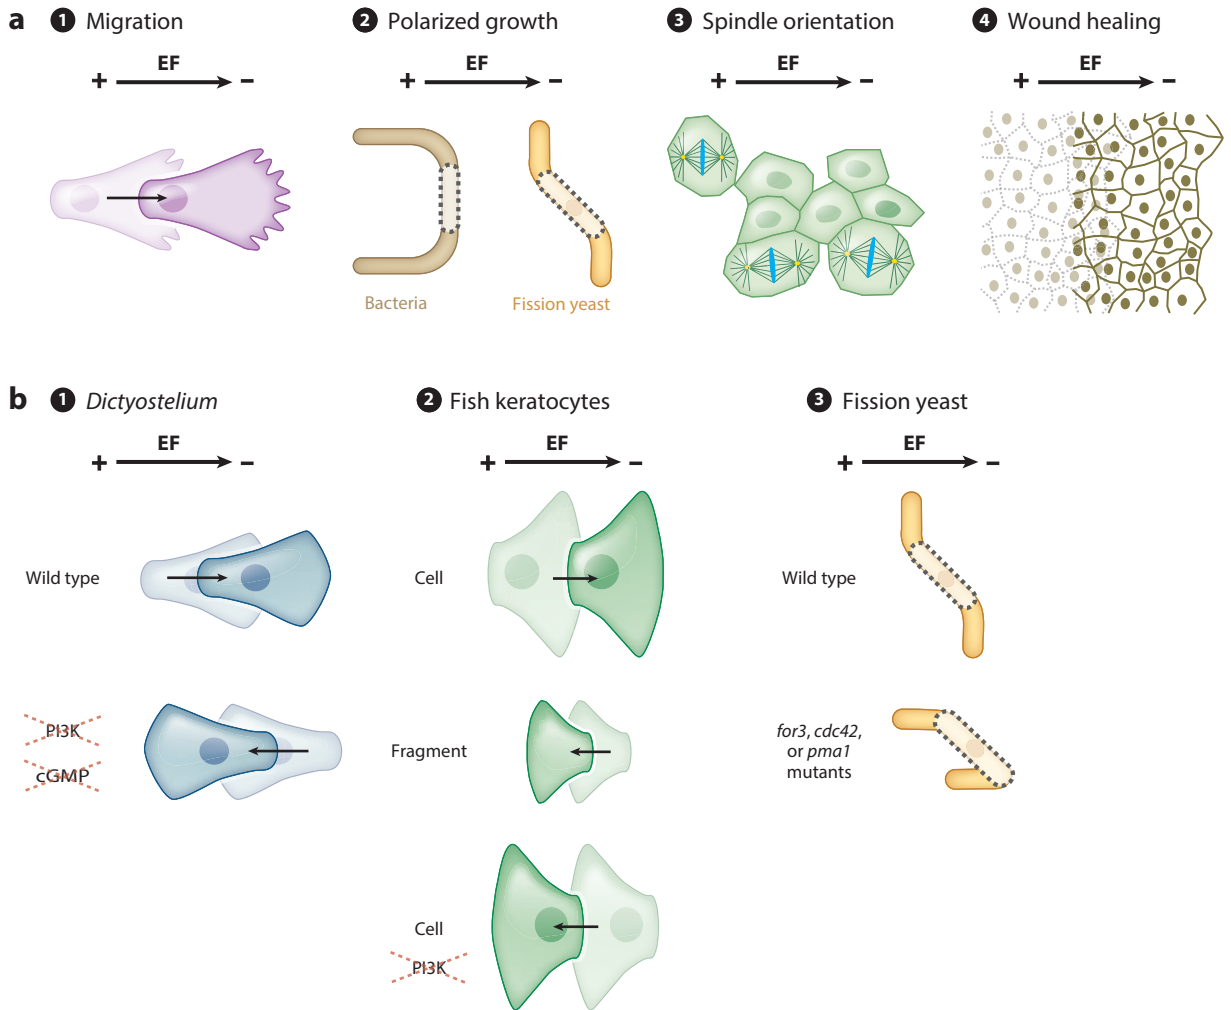 a 1 Migration 2 Polarized growth 3 Spindle orientation 4 Wound healing
+ EF – + EF – + EF – + EF –
Bacteria Fission yeast
b 1 Dictyostelium 2 Fish keratocytes 3 Fission yeast
+ EF – + EF – + EF –
Wild type Cell Wild type
PI3K
cGMP
Fragment
for3, cdc42,
or pma1
mutants
Cell
PI3K